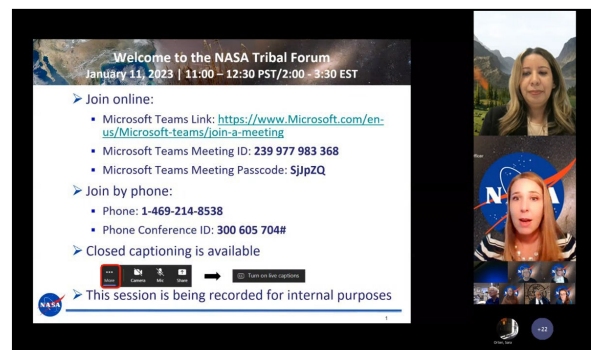 Welcome to the NASA Tribal Forum
January 11, 2023 | 11:00 – 12:30 PST/2:00 - 3:30 EST
➢ Join online:
▪ Microsoft Teams Link: https://www.Microsoft.com/en-
us/Microsoft-teams/join-a-meeting
▪ Microsoft Teams Meeting ID: 239 977 983 368
▪ Microsoft Teams Meeting Passcode: SjJpZQ
➢ Join by phone:
▪ Phone: 1-469-214-8538
▪ Phone Conference ID: 300 605 704#
➢ Closed captioning is available
More Camera Mic Share Turn on live captions
➢ This session is being recorded for internal purposes
NASA
1
+22